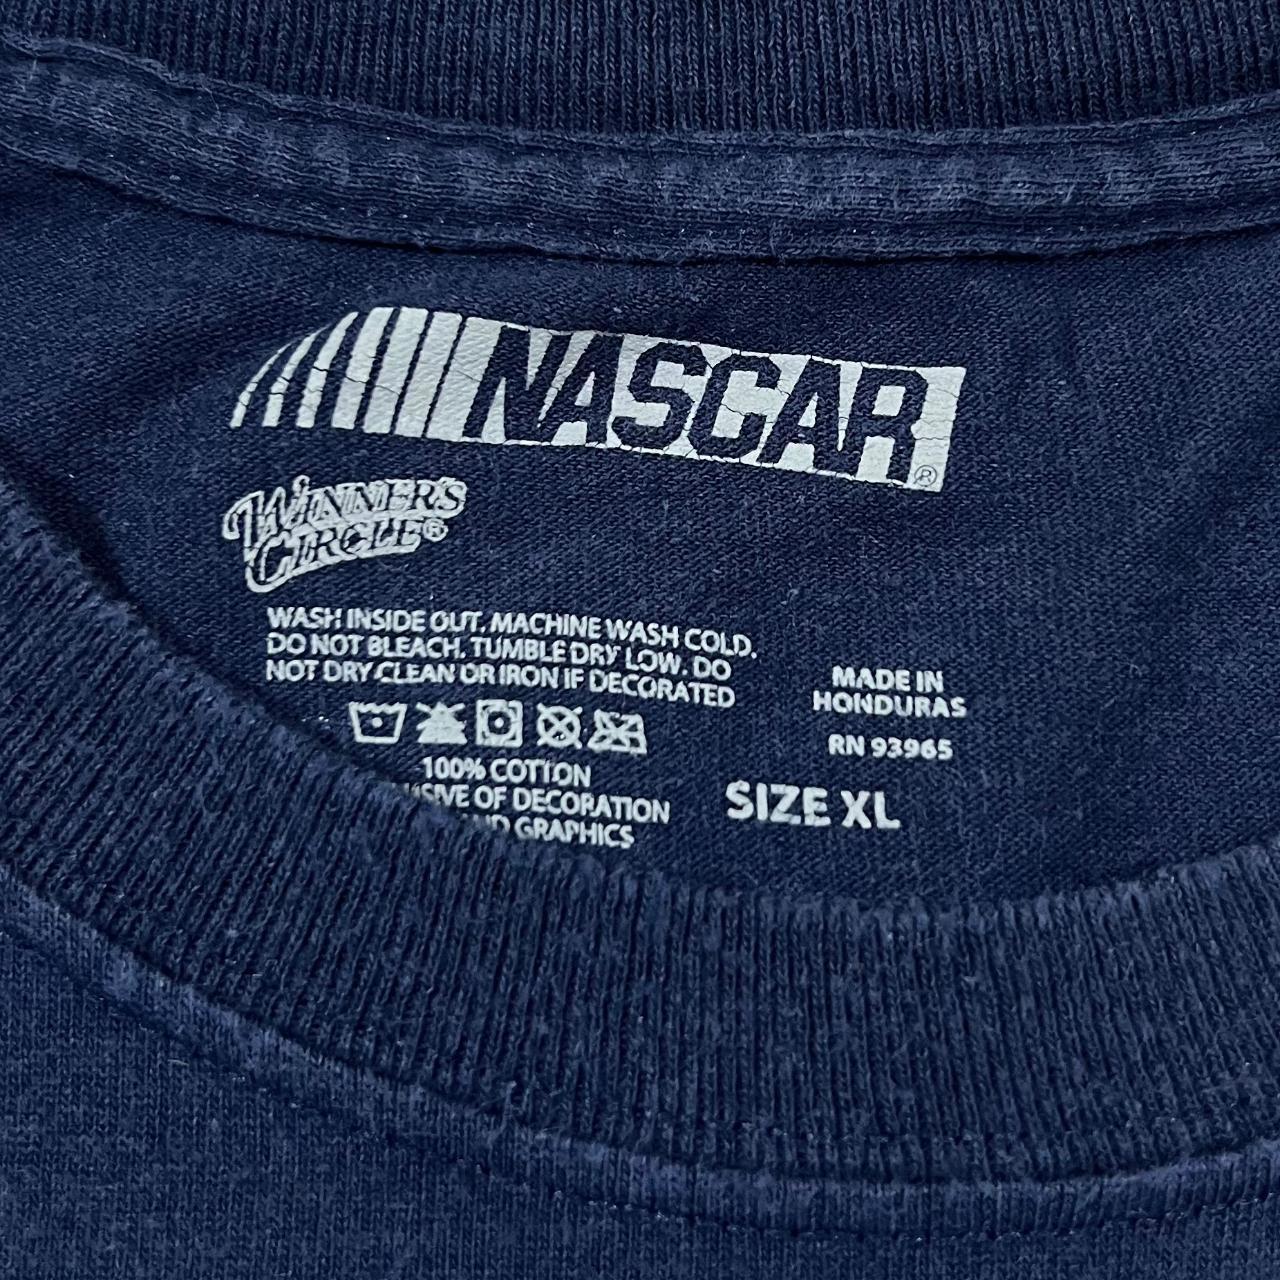 NASCAR®
WINNER'S
CIRCLE®
WASH INSIDE OUT. MACHINE WASH COLD.
DO NOT BLEACH. TUMBLE DRY LOW. DO
NOT DRY CLEAN OR IRON IF DECORATED
MADE IN
HONDURAS
RN 93965
100% COTTON
OF DECORATION
GRAPHICS
SIZE XL